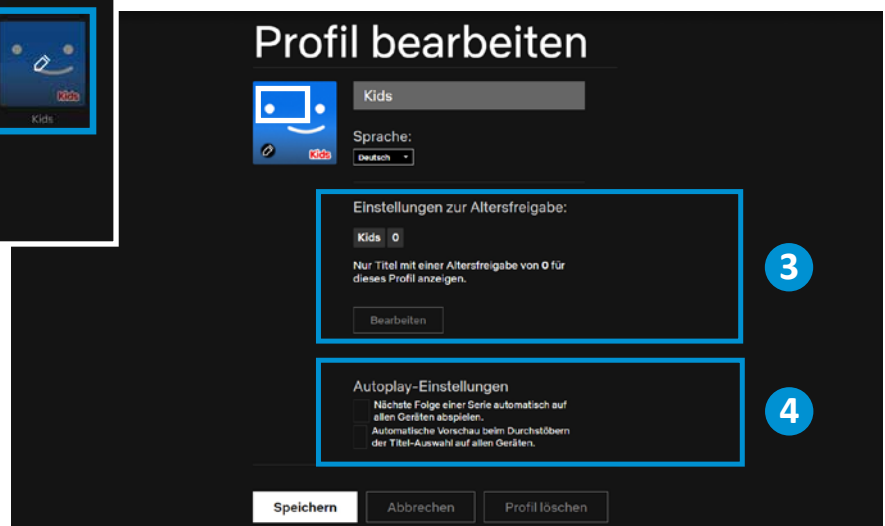 Kids
Kids
Profil bearbeiten
Kids
Kids
Sprache:
Deutsch
Einstellungen zur Altersfreigabe:
Kids 0
Nur Titel mit einer Altersfreigabe von 0 für
dieses Profil anzeigen.
Bearbeiten
3
Autoplay-Einstellungen
Nächste Folge einer Serie automatisch auf
allen Geräten abspielen.
Automatische Vorschau beim Durchstöbern
der Titel-Auswahl auf allen Geräten.
4
Speichern
Abbrechen
Profil löschen